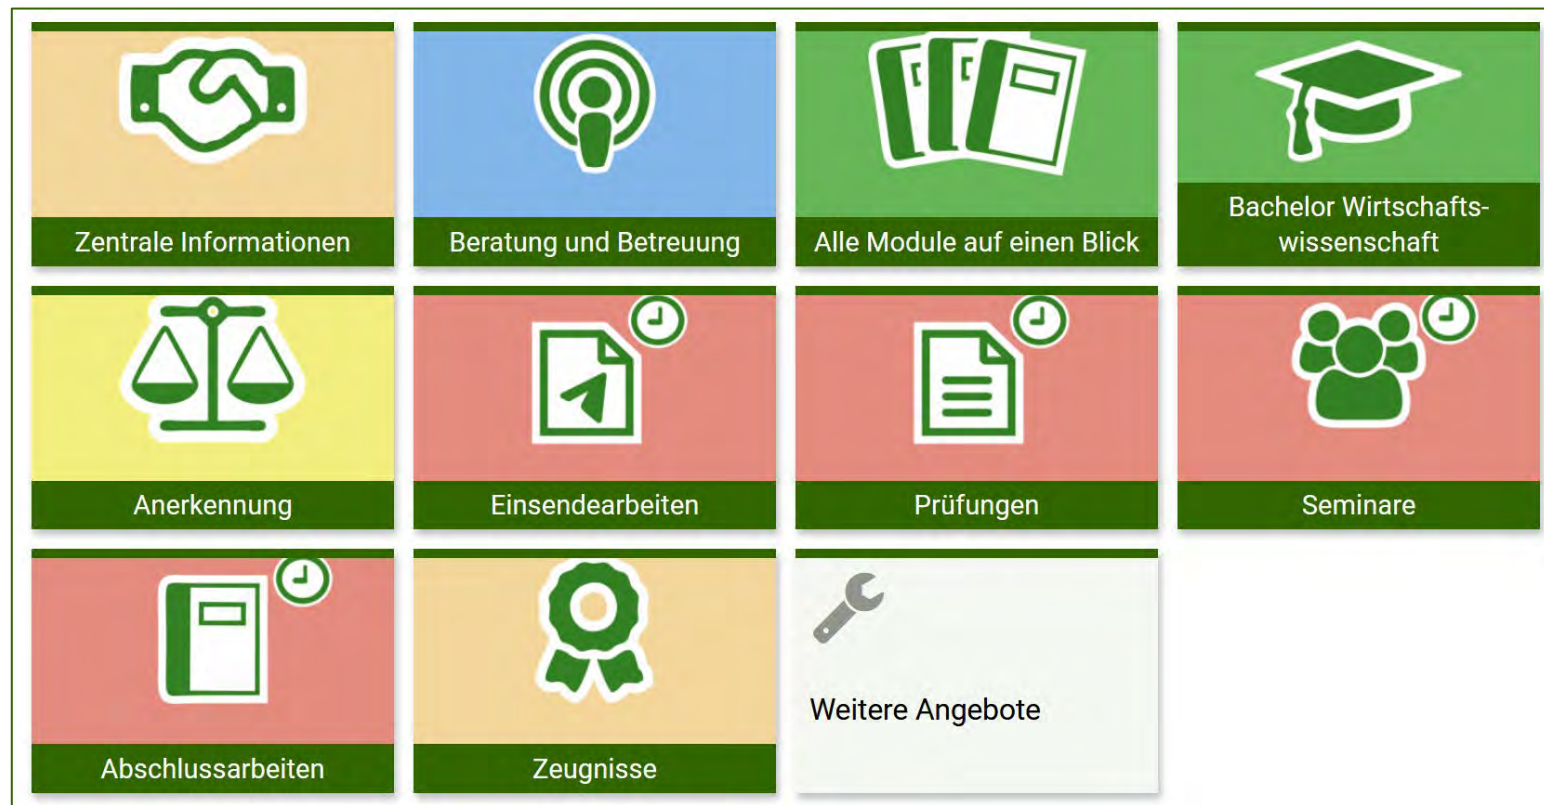 Zentrale Informationen
Beratung und Betreuung
Alle Module auf einen Blick
Bachelor Wirtschafts-
wissenschaft
Anerkennung
Einsendearbeiten
Prüfungen
Seminare
Abschlussarbeiten
Zeugnisse
Weitere Angebote